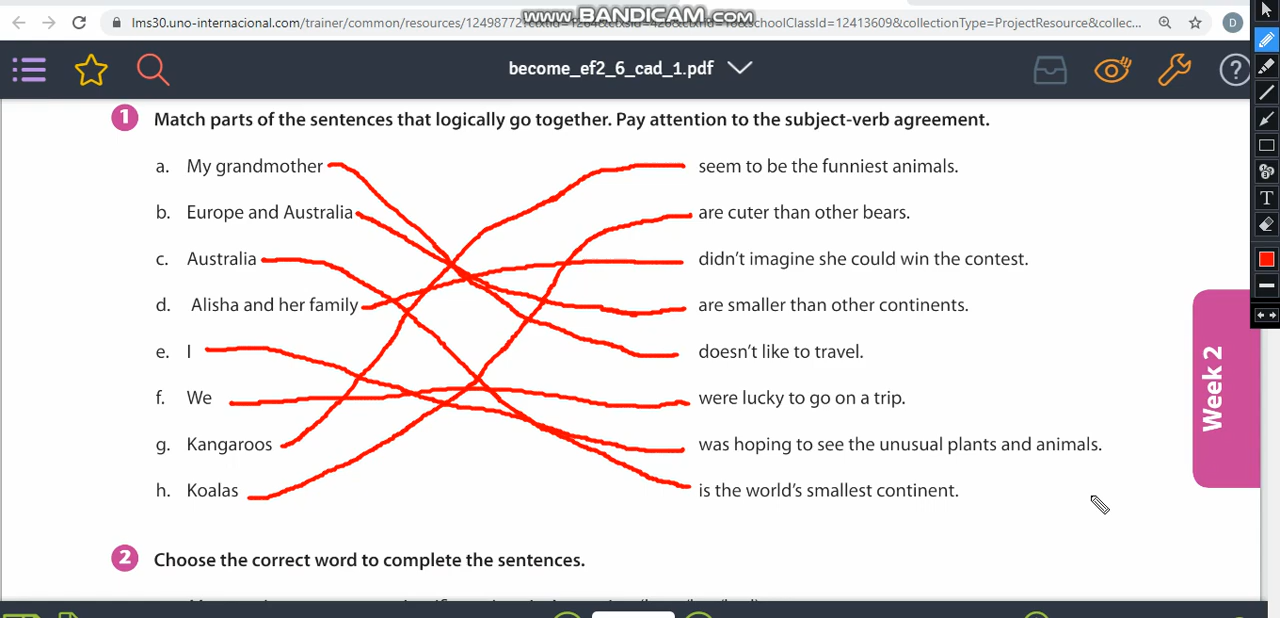 www.BANDICAM.com
lms30.uno-internacional.com/trainer/common/resources/12498772
schoolClassId=12413609&collectionType=ProjectResource&collec...
D
become_ef2_6_cad_1.pdf
?
1 Match parts of the sentences that logically go together. Pay attention to the subject-verb agreement.
a. My grandmother seem to be the funniest animals.
b. Europe and Australia are cuter than other bears.
c. Australia didn't imagine she could win the contest.
d. Alisha and her family are smaller than other continents.
e. I doesn't like to travel.
f. We were lucky to go on a trip.
g. Kangaroos was hoping to see the unusual plants and animals.
h. Koalas is the world's smallest continent.
Week 2
T
2 Choose the correct word to complete the sentences.